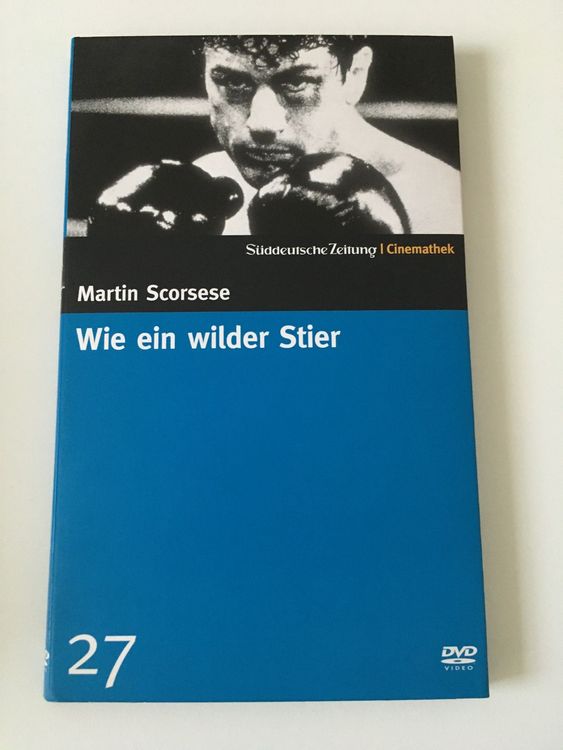 Süddeutsche Zeitung | Cinemathek
Martin Scorsese
Wie ein wilder Stier
27
DVD
VIDEO